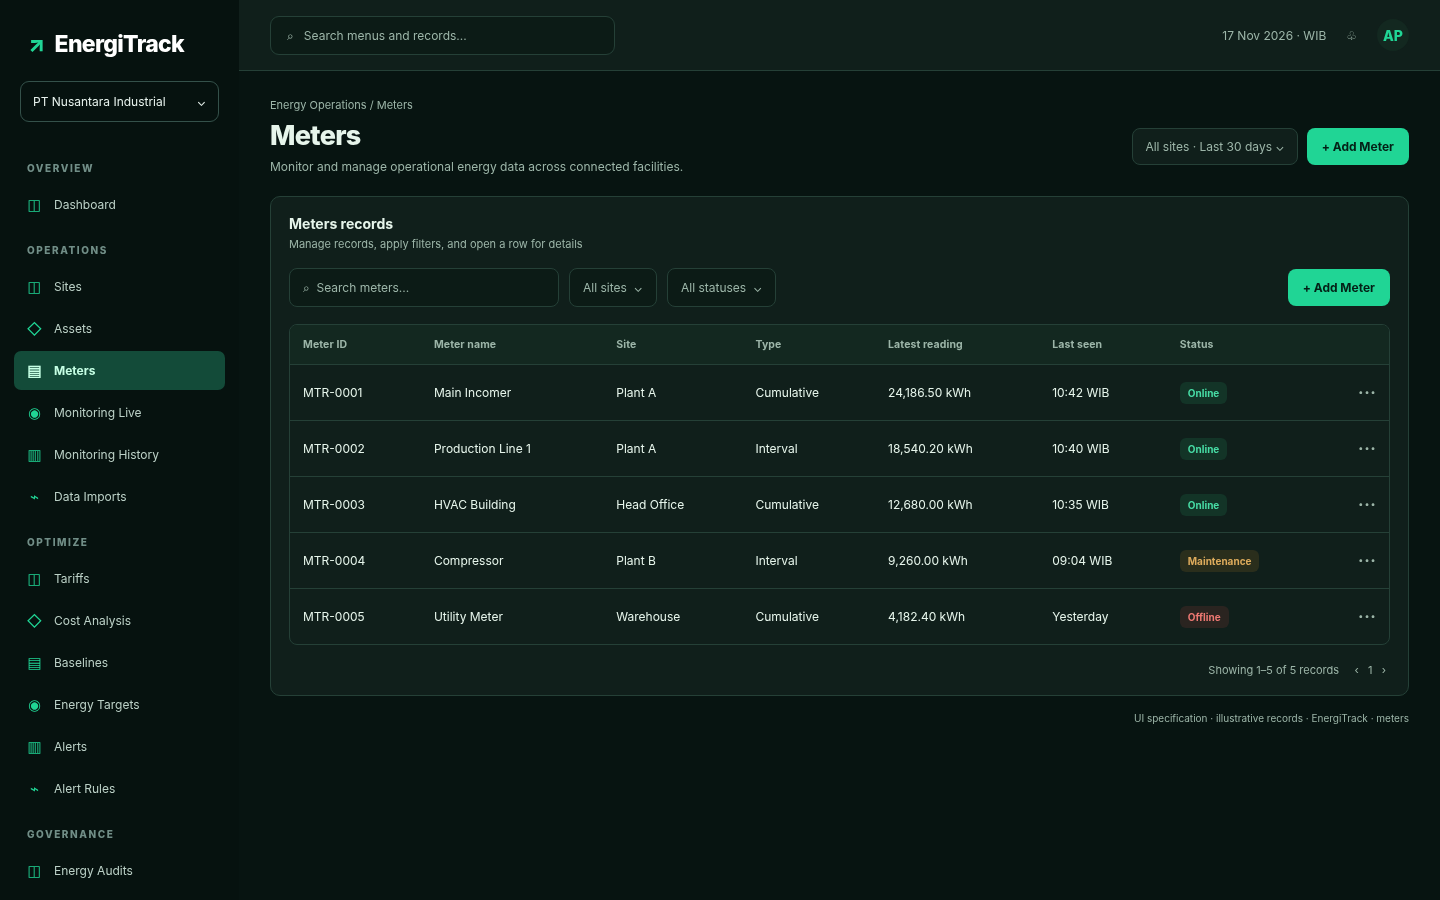 EnergiTrack
PT Nusantara Industrial
OVERVIEW
Dashboard
OPERATIONS
Sites
Assets
Meters
Monitoring Live
Monitoring History
Data Imports
OPTIMIZE
Tariffs
Cost Analysis
Baselines
Energy Targets
Alerts
Alert Rules
GOVERNANCE
Energy Audits
Search menus and records...
17 Nov 2026 · WIB
AP
Energy Operations / Meters
Meters
Monitor and manage operational energy data across connected facilities.
All sites · Last 30 days
+ Add Meter
Meters records
Manage records, apply filters, and open a row for details
Search meters...
All sites
All statuses
+ Add Meter
Meter ID Meter name Site Type Latest reading Last seen Status
MTR-0001 Main Incomer Plant A Cumulative 24,186.50 kWh 10:42 WIB Online
MTR-0002 Production Line 1 Plant A Interval 18,540.20 kWh 10:40 WIB Online
MTR-0003 HVAC Building Head Office Cumulative 12,680.00 kWh 10:35 WIB Online
MTR-0004 Compressor Plant B Interval 9,260.00 kWh 09:04 WIB Maintenance
MTR-0005 Utility Meter Warehouse Cumulative 4,182.40 kWh Yesterday Offline
Showing 1–5 of 5 records ‹ 1 ›
UI specification · illustrative records · EnergiTrack · meters